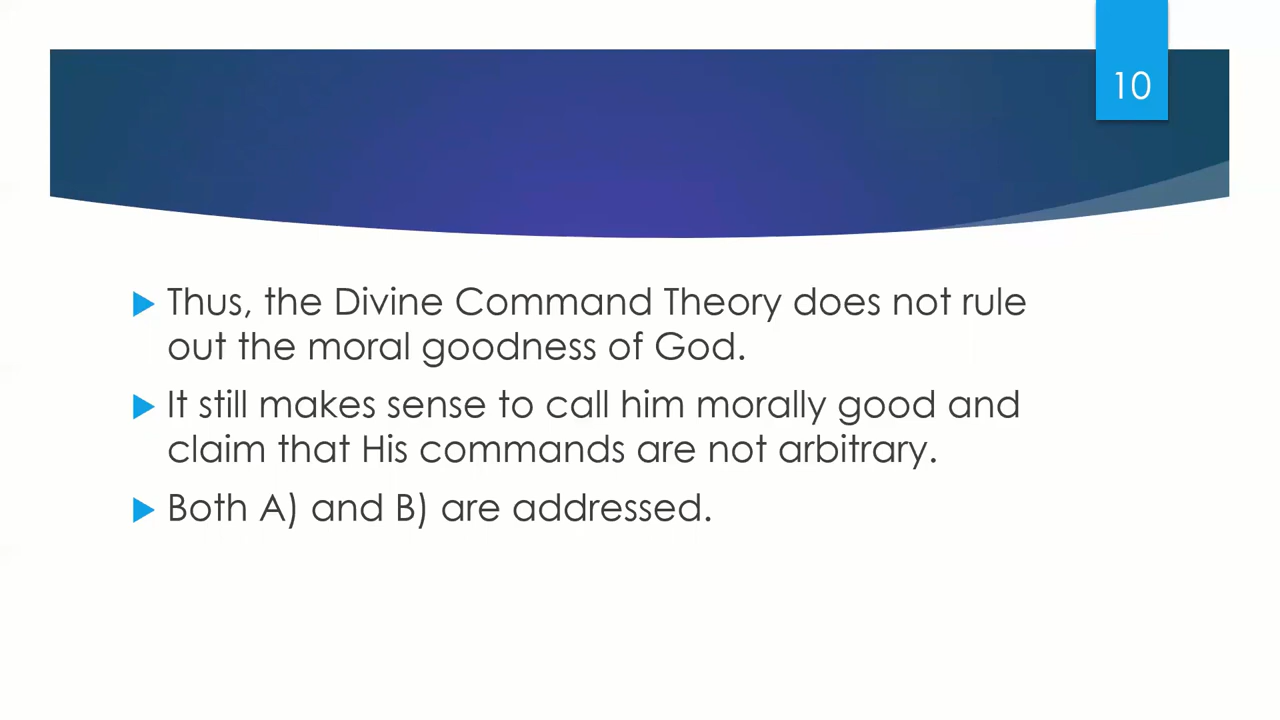 10
Thus, the Divine Command Theory does not rule
out the moral goodness of God.
It still makes sense to call him morally good and
claim that His commands are not arbitrary.
Both A) and B) are addressed.